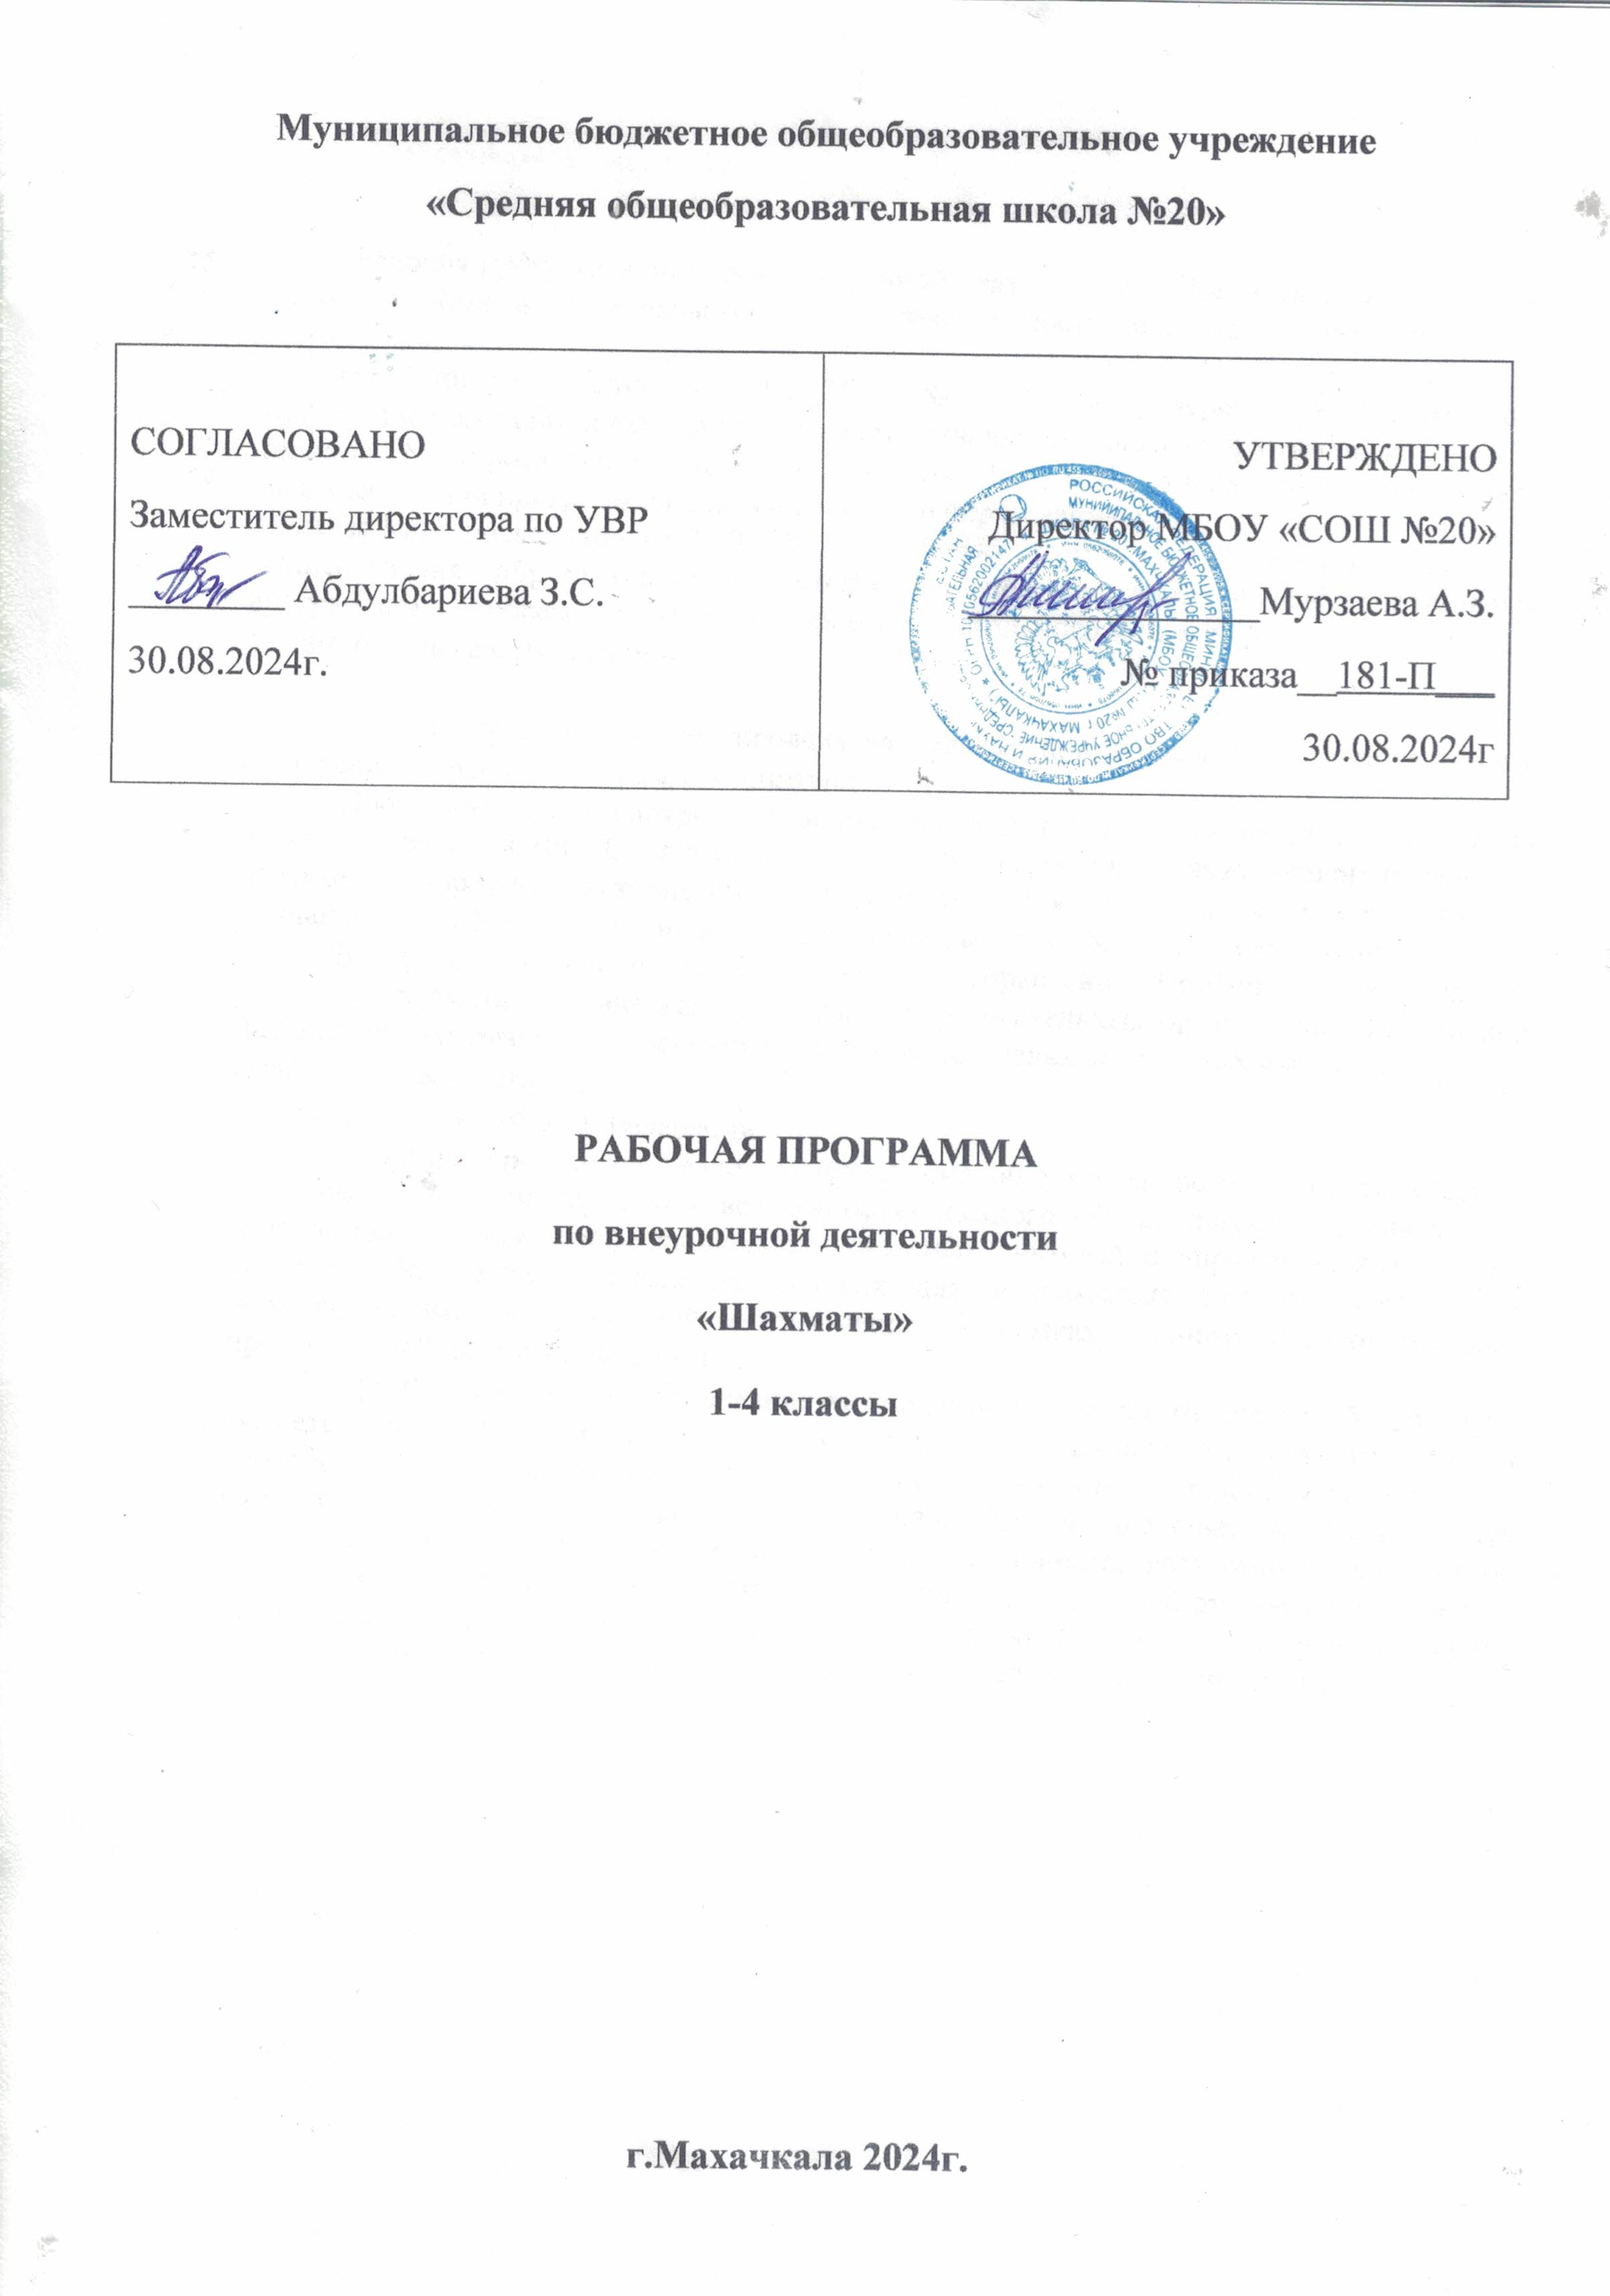 Муниципальное бюджетное общеобразовательное учреждение
«Средняя общеобразовательная школа №20»
СОГЛАСОВАНО
Заместитель директора по УВР
________ Абдулбариева З.С.
30.08.2024г.
УТВЕРЖДЕНО
Директор МБОУ «СОШ №20»
_______________Мурзаева А.З.
№ приказа__181-П___
30.08.2024г
РАБОЧАЯ ПРОГРАММА
по внеурочной деятельности
«Шахматы»
1-4 классы
г.Махачкала 2024г.